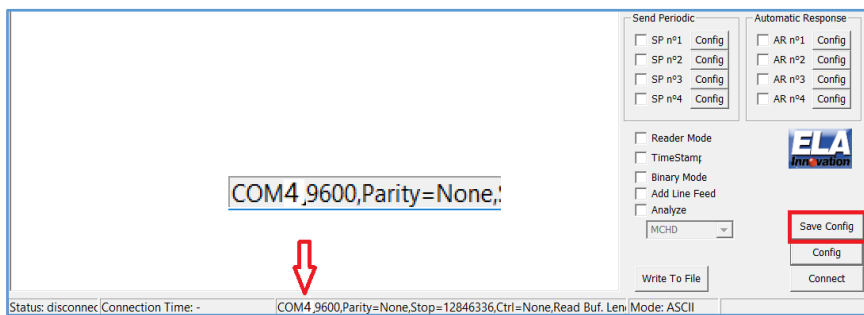 Send Periodic
Automatic Response
SP nº1 Config
AR nº1 Config
SP nº2 Config
AR nº2 Config
SP nº3 Config
AR nº3 Config
SP nº4 Config
AR nº4 Config
Reader Mode
TimeStamp
Binary Mode
Add Line Feed
Analyze
MCHD
ELA
Innovation
COM4 ,9600,Parity=None,
Save Config
Config
Write To File
Connect
Status: disconnec Connection Time: - COM4 ,9600,Parity=None,Stop=12846336,Ctrl=None,Read Buf. Len Mode: ASCII